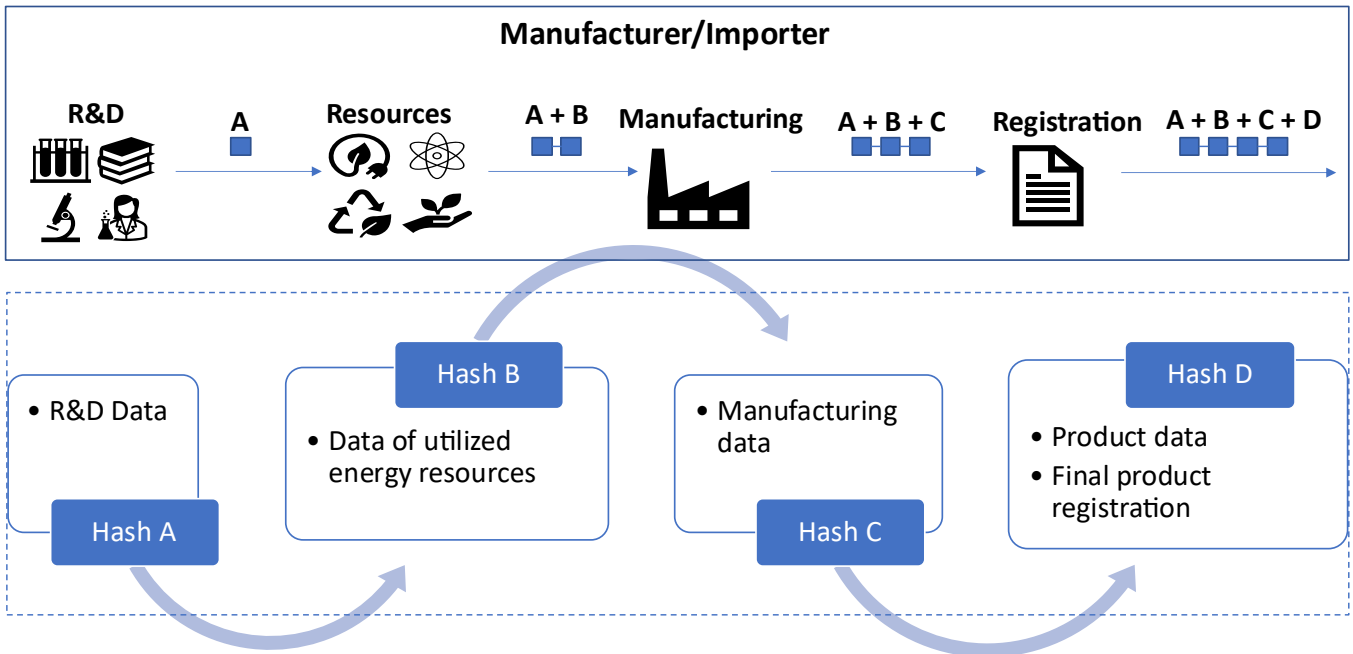 Manufacturer/Importer
R&D
A
Resources
A + B
Manufacturing
A + B + C
Registration
A + B + C + D
• R&D Data
Hash A
Hash B
• Data of utilized
energy resources
• Manufacturing
data
Hash C
Hash D
• Product data
• Final product
registration